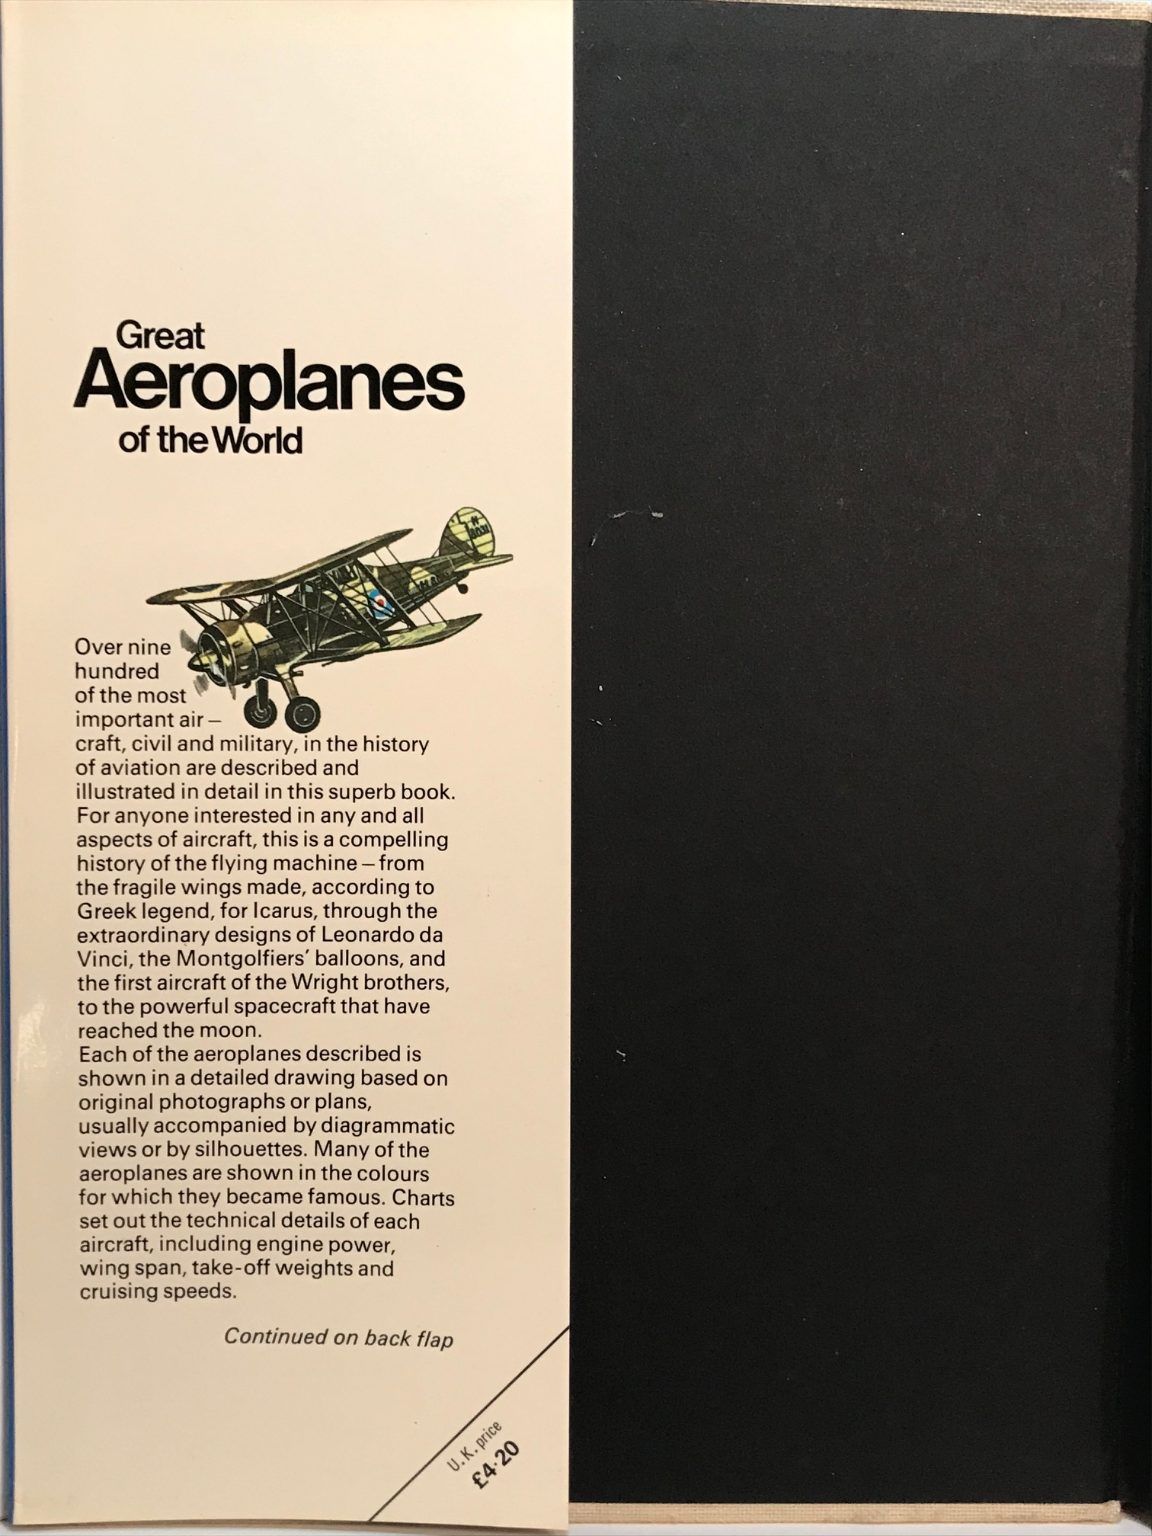 Great
Aeroplanes
of the World
Over nine
hundred
of the most
important air –
craft, civil and military, in the history
of aviation are described and
illustrated in detail in this superb book.
For anyone interested in any and all
aspects of aircraft, this is a compelling
history of the flying machine – from
the fragile wings made, according to
Greek legend, for Icarus, through the
extraordinary designs of Leonardo da
Vinci, the Montgolfiers’ balloons, and
the first aircraft of the Wright brothers,
to the powerful spacecraft that have
reached the moon.
Each of the aeroplanes described is
shown in a detailed drawing based on
original photographs or plans,
usually accompanied by diagrammatic
views or by silhouettes. Many of the
aeroplanes are shown in the colours
for which they became famous. Charts
set out the technical details of each
aircraft, including engine power,
wing span, take-off weights and
cruising speeds.
Continued on back flap
U.K. price
£4·20